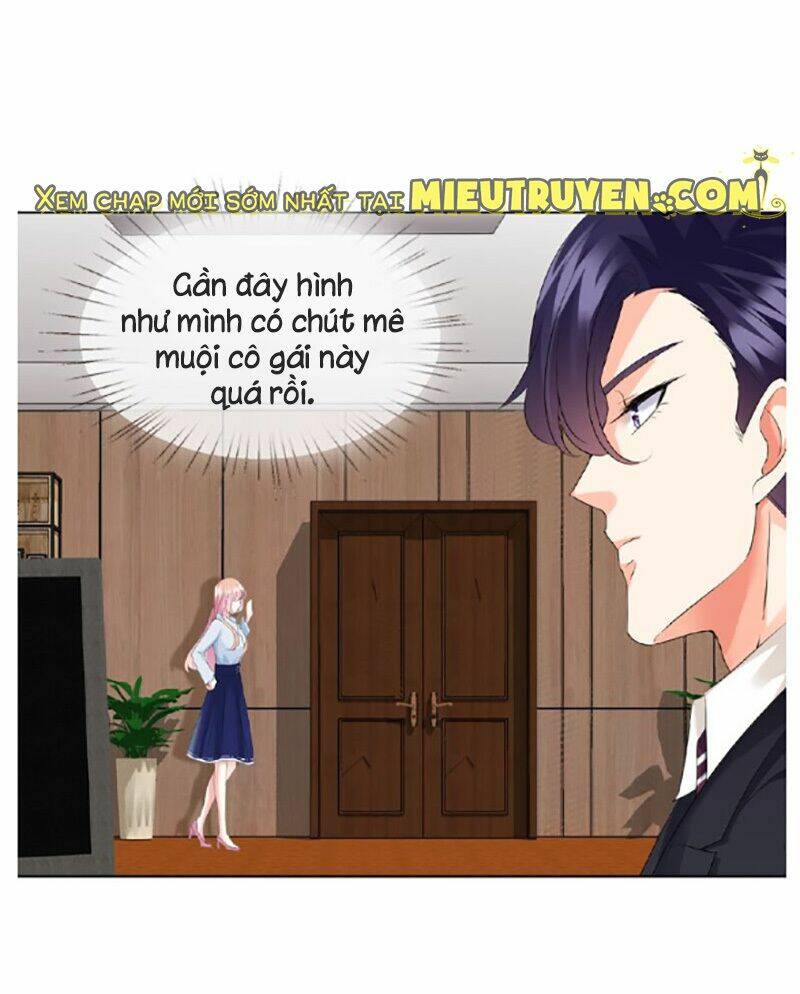 XEM CHAP MỚI SỚM NHẤT TẠI MIEUTRUYEN.COM
Gần đây hình
như mình có chút mê
muội cô gái này
quá rồi.